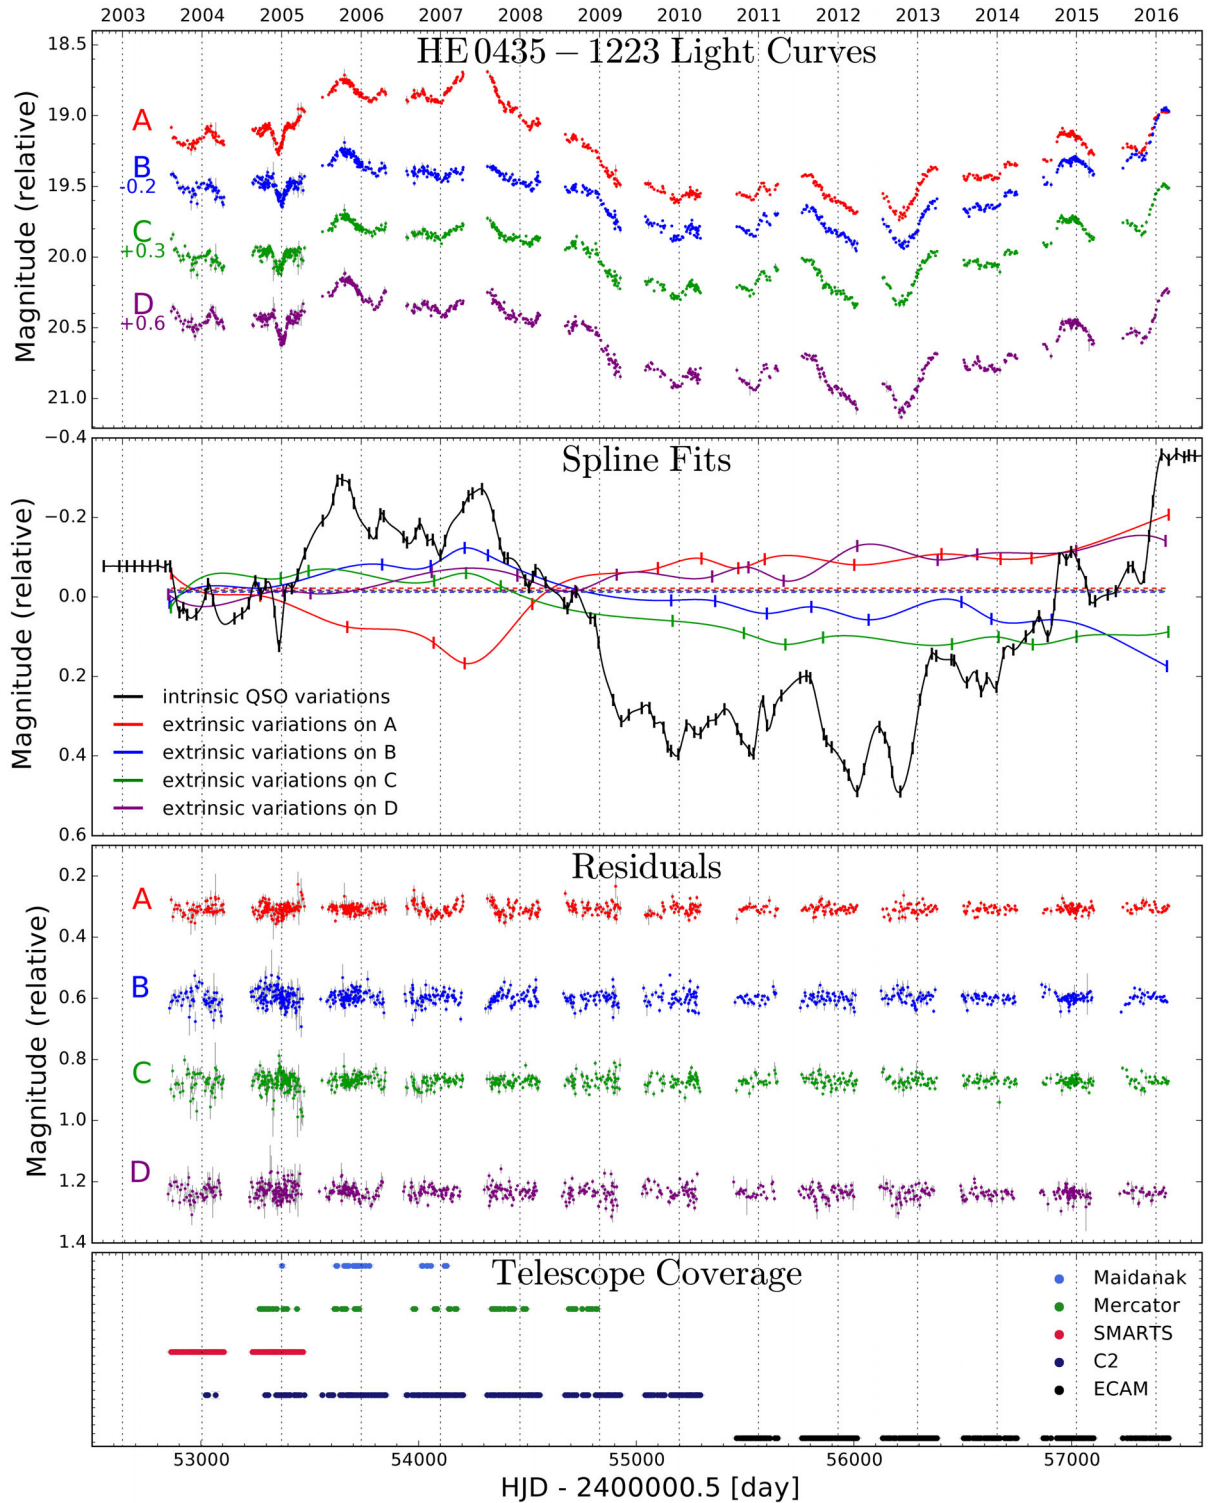 2003 2004 2005 2006 2007 2008 2009 2010 2011 2012 2013 2014 2015 2016
HE 0435 − 1223 Light Curves
Magnitude (relative)
18.5
19.0
19.5
20.0
20.5
21.0
A
B
-0.2
C
+0.3
D
+0.6
Spline Fits
Magnitude (relative)
−0.4
−0.2
0.0
0.2
0.4
0.6
intrinsic QSO variations
extrinsic variations on A
extrinsic variations on B
extrinsic variations on C
extrinsic variations on D
Residuals
Magnitude (relative)
0.2
0.4
0.6
0.8
1.0
1.2
1.4
A
B
C
D
Telescope Coverage
Maidanak
Mercator
SMARTS
C2
ECAM
53000 54000 55000 56000 57000
HJD - 2400000.5 [day]